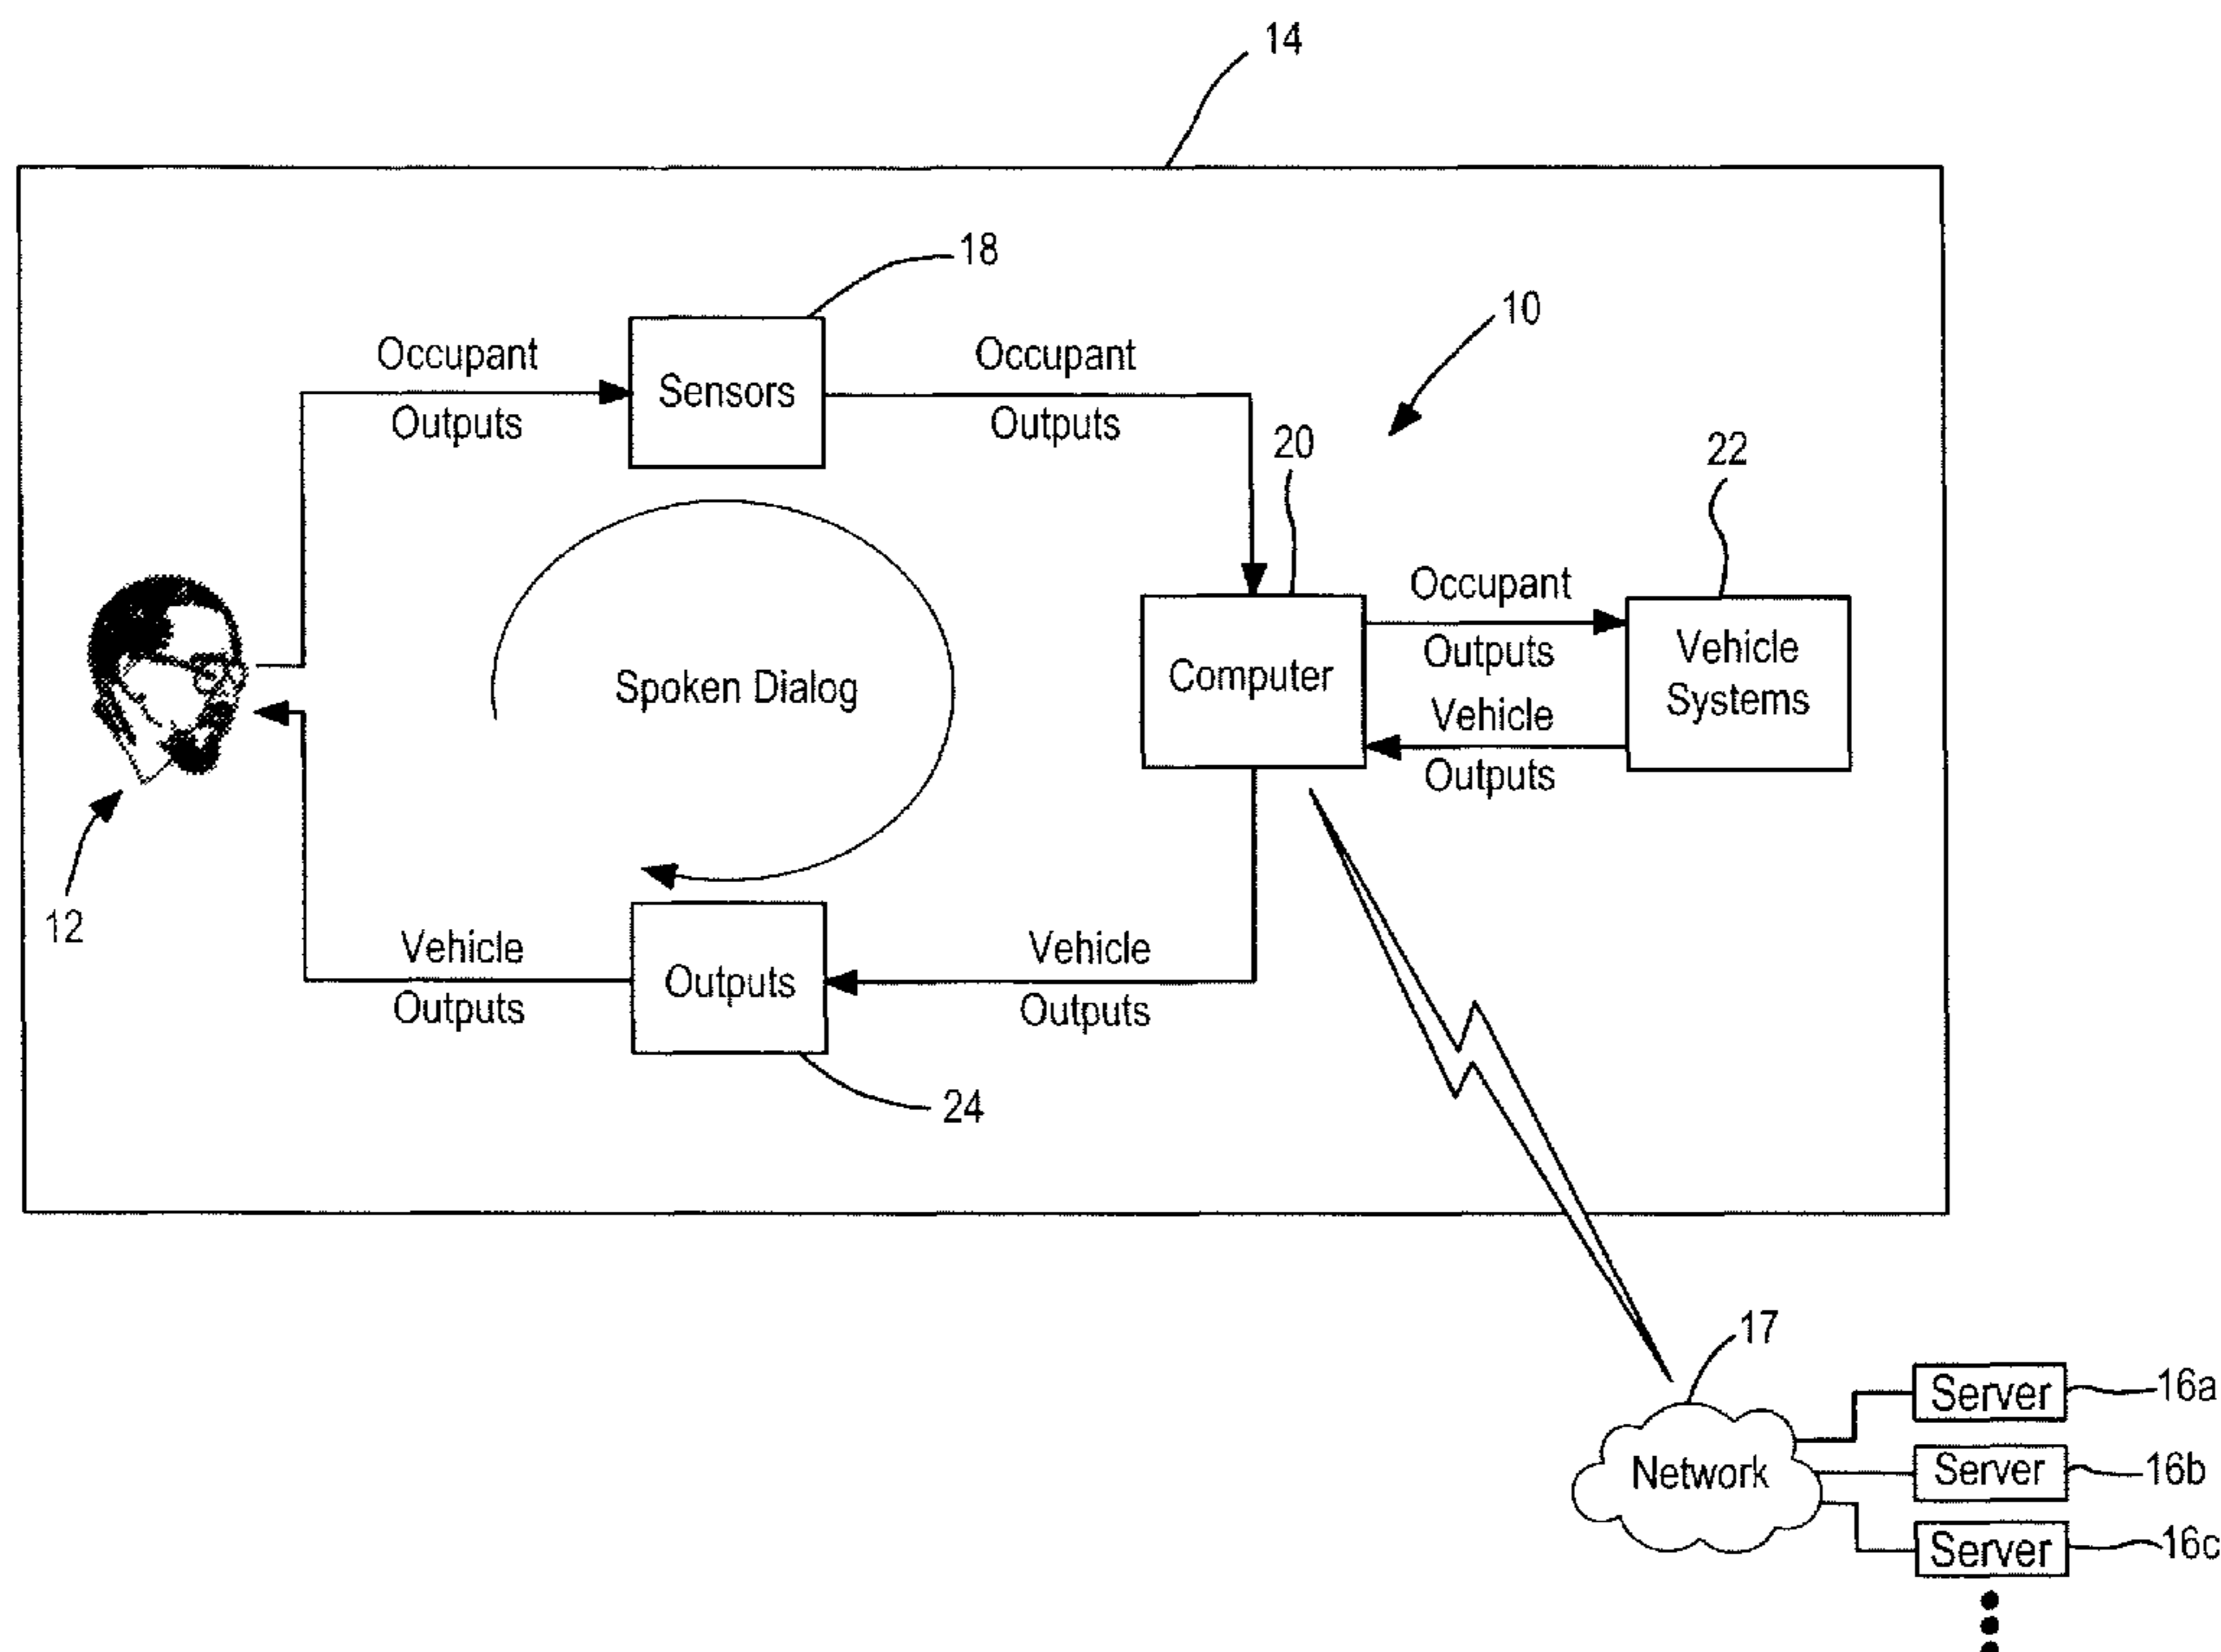 14
18
10
Occupant
Outputs
Sensors
Occupant
Outputs
20
22
Occupant
Outputs
Vehicle
Systems
Computer
Spoken Dialog
Vehicle
Outputs
12
Vehicle
Outputs
Outputs
Vehicle
Outputs
24
17
Network
Server
16a
Server
16b
Server
16c